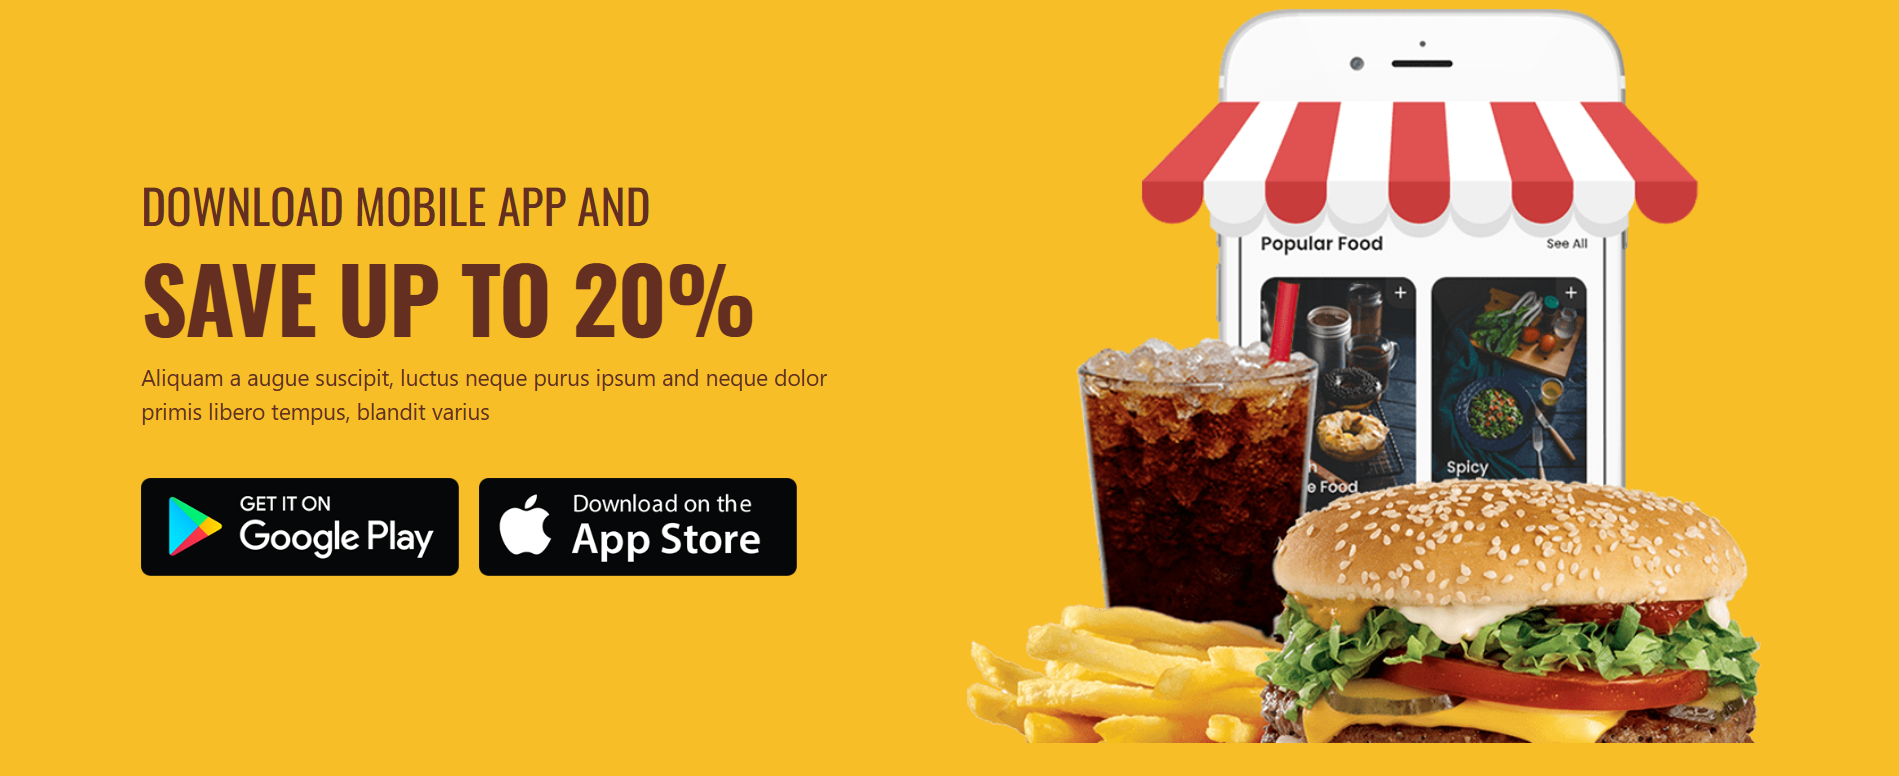 DOWNLOAD MOBILE APP AND
SAVE UP TO 20%
Aliquam a augue suscipit, luctus neque purus ipsum and neque dolor
primis libero tempus, blandit varius
GET IT ON
Google Play
Download on the
App Store
Popular Food
See All
Spicy
Food